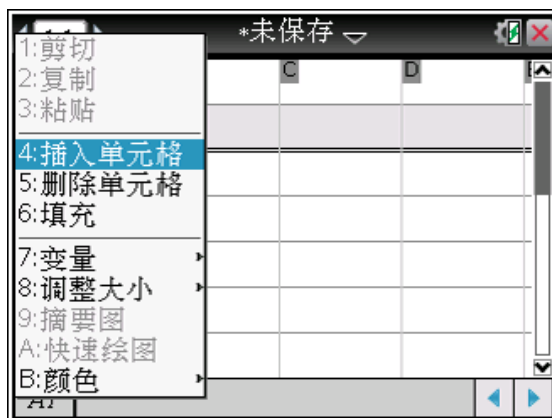 *未保存
1:剪切
2:复制
3:粘贴
4:插入单元格
5:删除单元格
6:填充
7:变量
8:调整大小
9:摘要图
A:快速绘图
B:颜色
C D